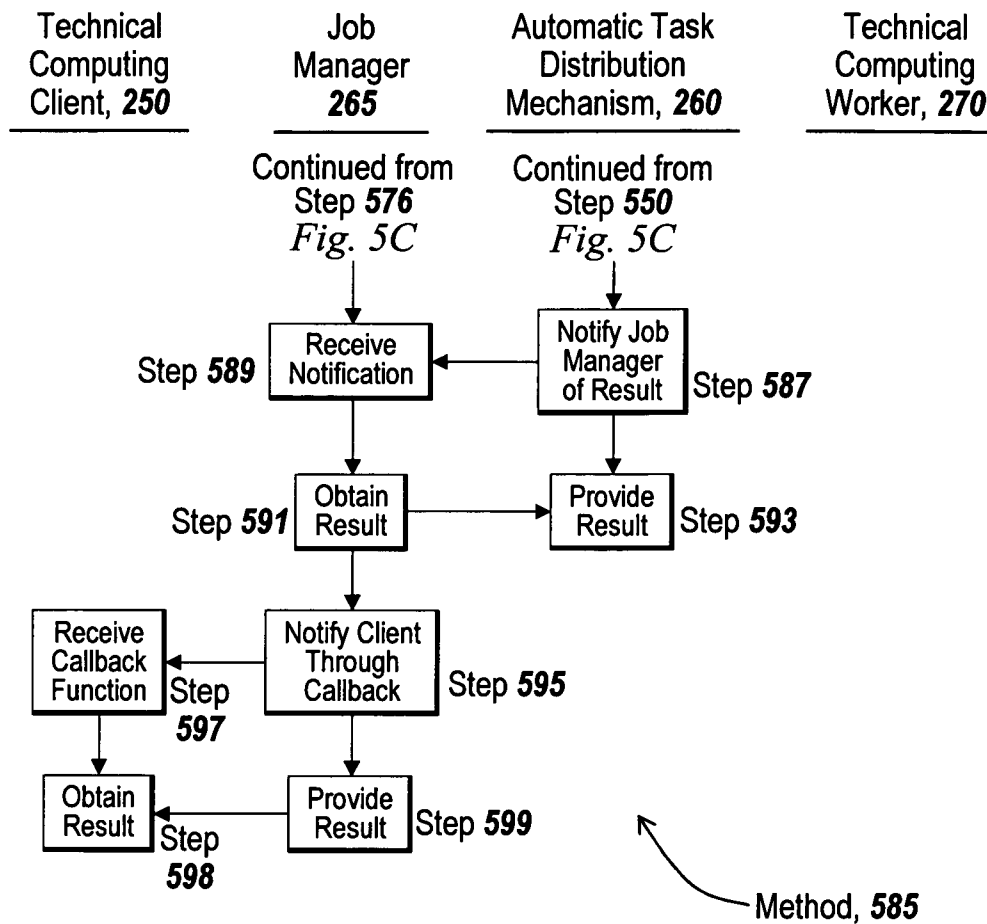 Technical
Computing
Client, 250
Job
Manager
265
Automatic Task
Distribution
Mechanism, 260
Technical
Computing
Worker, 270
Continued from
Step 576
Fig. 5C
Continued from
Step 550
Fig. 5C
Step 589
Receive
Notification
Notify Job
Manager
of Result
Step 587
Step 591
Obtain
Result
Provide
Result
Step 593
Receive
Callback
Function
Step
597
Notify Client
Through
Callback
Step 595
Obtain
Result
Step
598
Provide
Result
Step 599
Method, 585